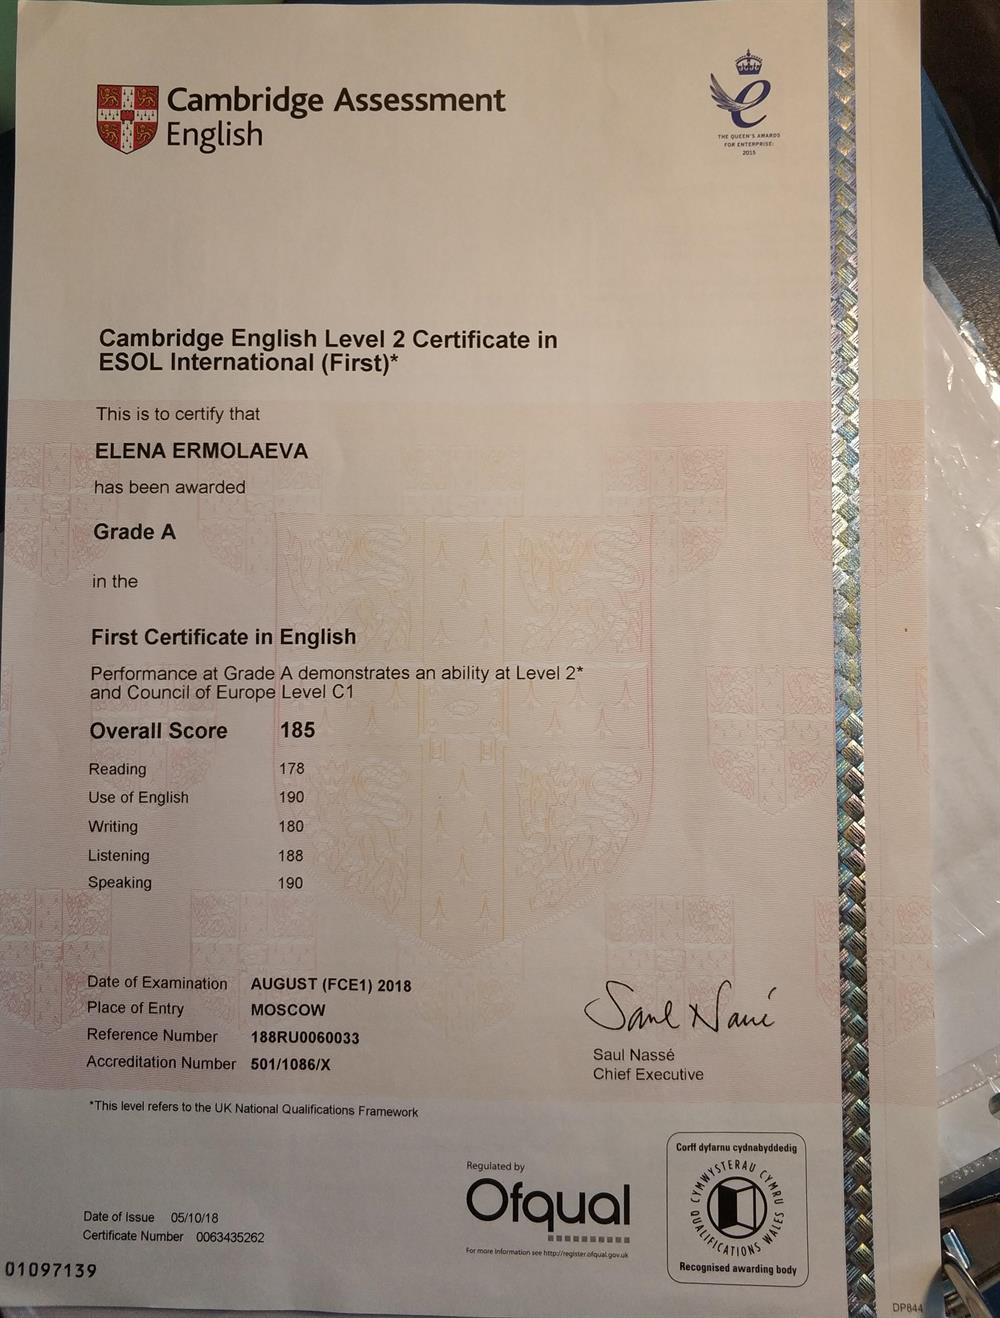 Cambridge Assessment
English
THE QUEEN'S AWARDS
FOR ENTERPRISE:
2015
Cambridge English Level 2 Certificate in
ESOL International (First)*
This is to certify that
ELENA ERMOLAEVA
has been awarded
Grade A
in the
First Certificate in English
Performance at Grade A demonstrates an ability at Level 2*
and Council of Europe Level C1
Overall Score 185
Reading 178
Use of English 190
Writing 180
Listening 188
Speaking 190
Date of Examination AUGUST (FCE1) 2018
Place of Entry MOSCOW
Reference Number 188RU0060033
Accreditation Number 501/1086/X
Saul Nassé
Saul Nassé
Chief Executive
*This level refers to the UK National Qualifications Framework
Regulated by
Ofqual
For more information see http://register.ofqual.gov.uk
Corff dyfarnu cydnabyddedig
CYMWYSTERAU CYMRU
QUALIFICATIONS WALES
Recognised awarding body
Date of Issue 05/10/18
Certificate Number 0063435262
01097139
DP844